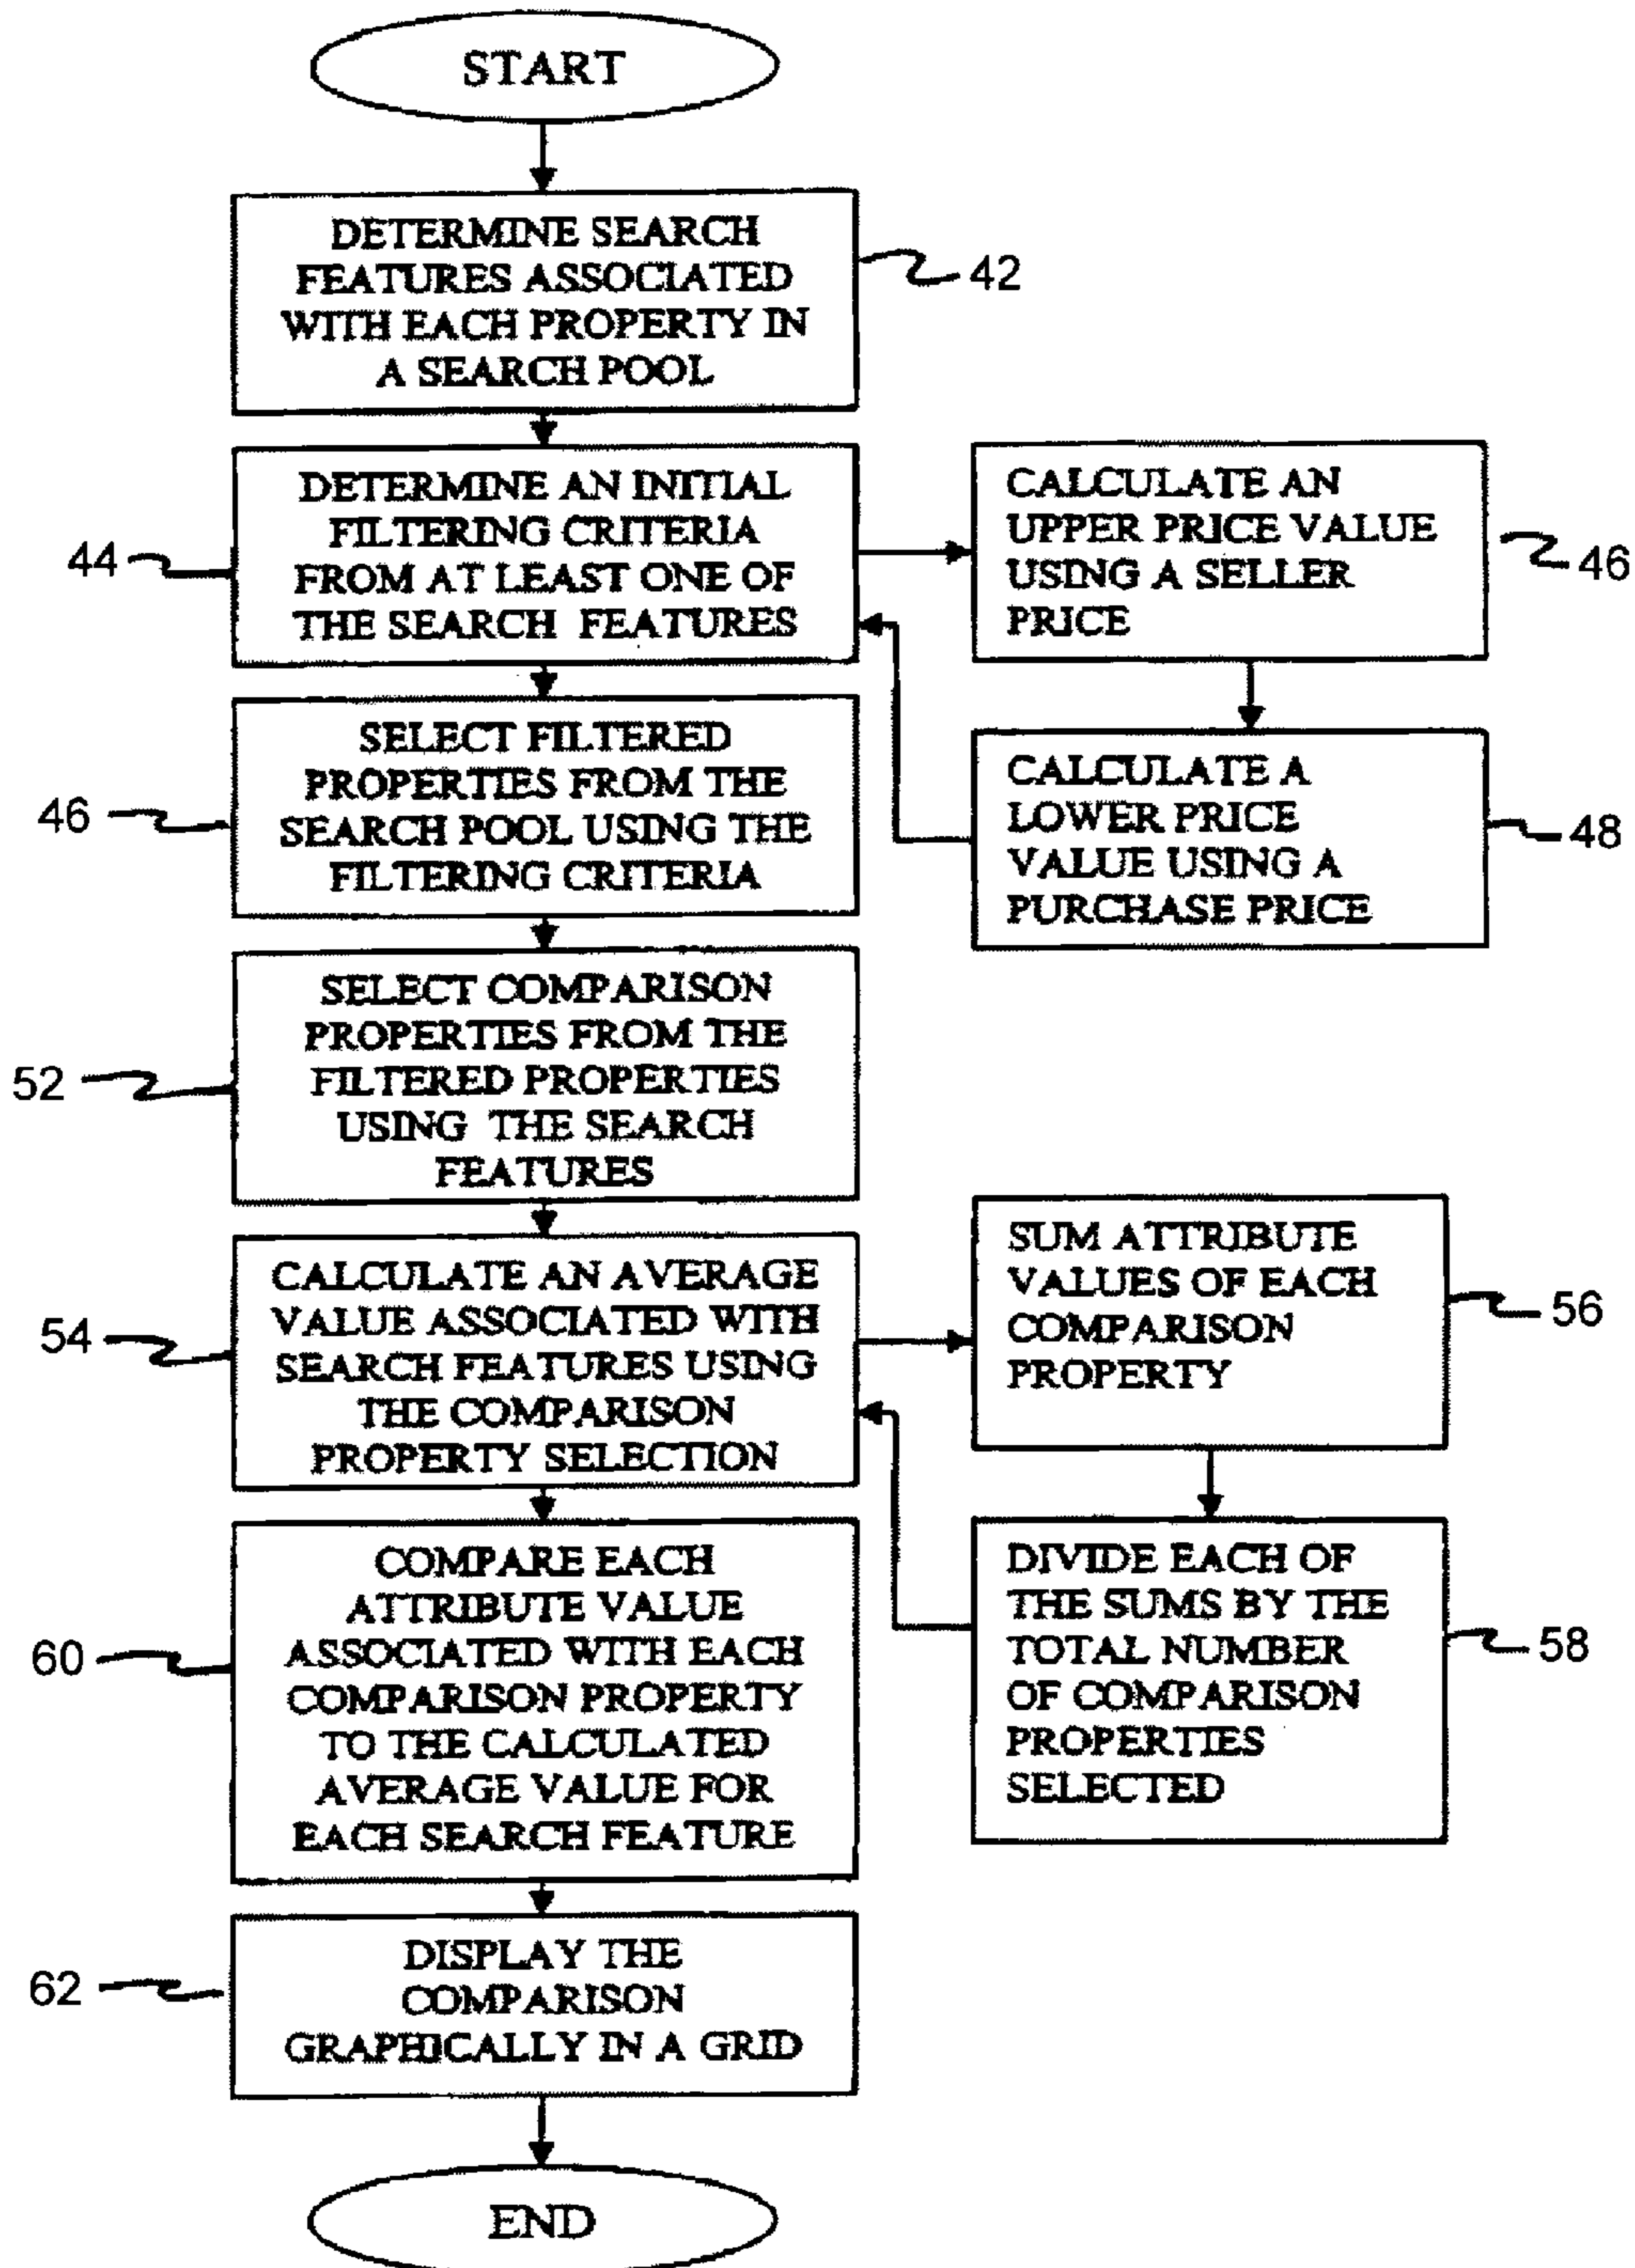 START
DETERMINE SEARCH
FEATURES ASSOCIATED
WITH EACH PROPERTY IN
A SEARCH POOL
42
DETERMINE AN INITIAL
FILTERING CRITERIA
FROM AT LEAST ONE OF
THE SEARCH FEATURES
44
CALCULATE AN
UPPER PRICE VALUE
USING A SELLER
PRICE
46
CALCULATE A
LOWER PRICE
VALUE USING A
PURCHASE PRICE
48
SELECT FILTERED
PROPERTIES FROM THE
SEARCH POOL USING THE
FILTERING CRITERIA
46
SELECT COMPARISON
PROPERTIES FROM THE
FILTERED PROPERTIES
USING THE SEARCH
FEATURES
52
CALCULATE AN AVERAGE
VALUE ASSOCIATED WITH
SEARCH FEATURES USING
THE COMPARISON
PROPERTY SELECTION
54
SUM ATTRIBUTE
VALUES OF EACH
COMPARISON
PROPERTY
56
DIVIDE EACH OF
THE SUMS BY THE
TOTAL NUMBER
OF COMPARISON
PROPERTIES
SELECTED
58
COMPARE EACH
ATTRIBUTE VALUE
ASSOCIATED WITH EACH
COMPARISON PROPERTY
TO THE CALCULATED
AVERAGE VALUE FOR
EACH SEARCH FEATURE
60
DISPLAY THE
COMPARISON
GRAPHICALLY IN A GRID
62
END